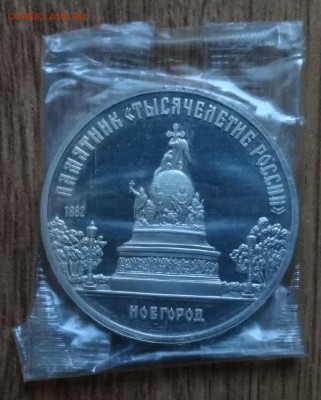 ПАМЯТНИК «ТЫСЯЧЕЛЕТИЕ РОССИИ»
1862
НОВГОРОД